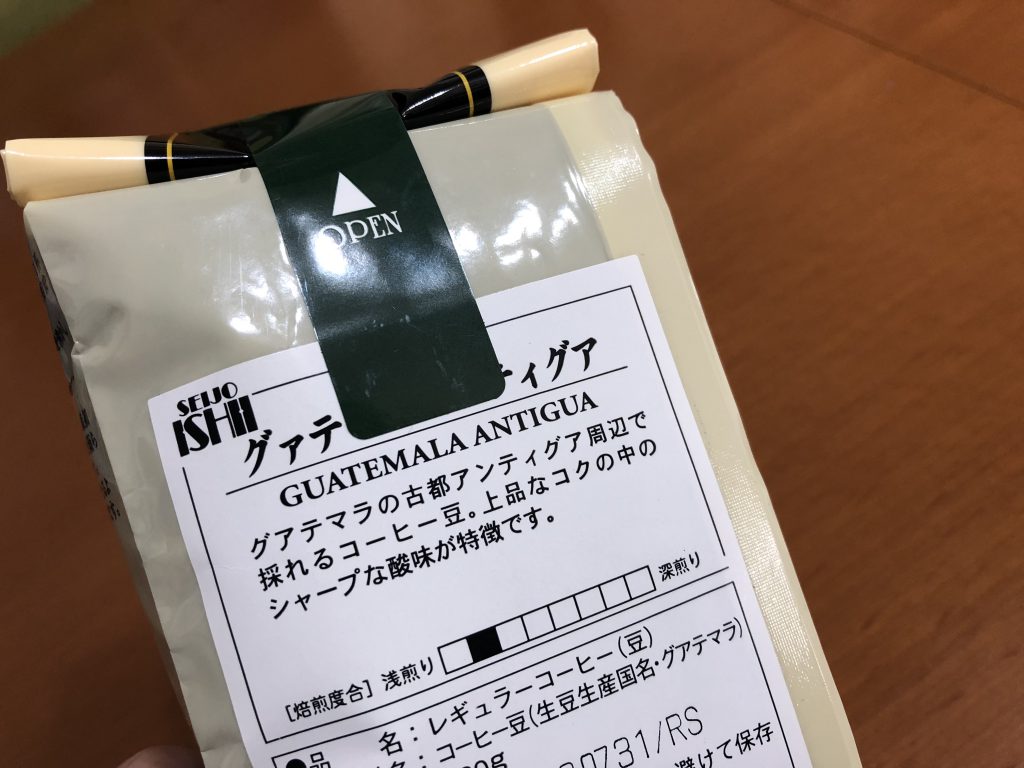 OPEN
SEIJO
ISHII
グァテ ティグア
GUATEMALA ANTIGUA
グアテマラの古都アンティグア周辺で
採れるコーヒー豆。上品なコクの中の
シャープな酸味が特徴です。
[焙煎度合] 浅煎り 深煎り
●品 名：レギュラーコーヒー(豆)
名：コーヒー豆(生豆生産国名・グアテマラ)
0731/RS
避けて保存